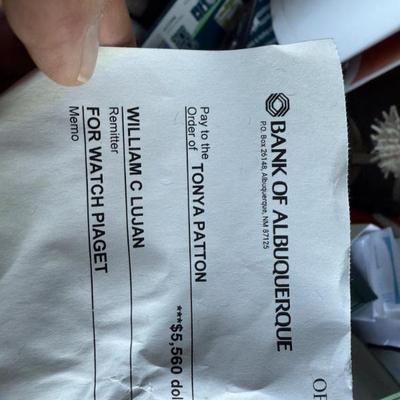 BANK OF ALBUQUERQUE
P.O. Box 26148, Albuquerque, NM 87125
Pay to the
Order of TONYA PATTON
***$5,560 dol
WILLIAM C LUJAN
Remitter
FOR WATCH PIAGET
Memo